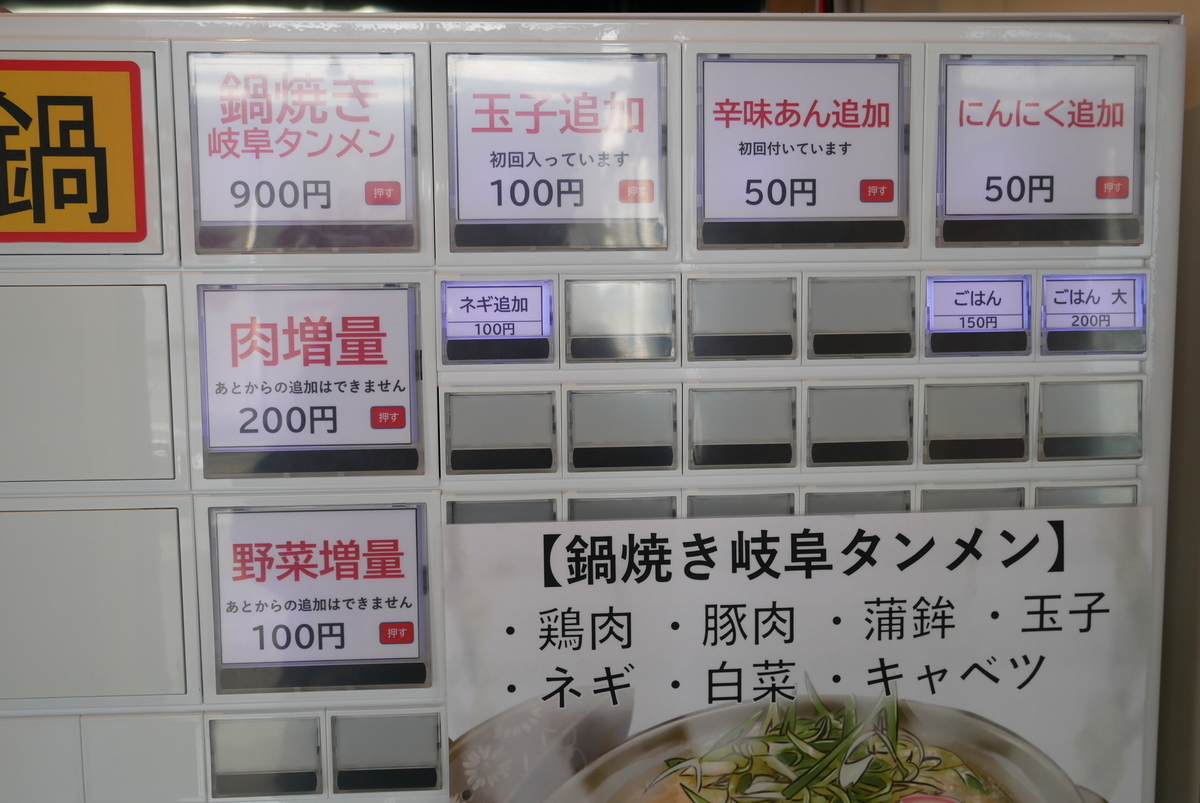 鍋
鍋焼き
岐阜タンメン
900円
押す
玉子追加
初回入っています
100円
押す
辛味あん追加
初回付いています
50円
押す
にんにく追加
50円
押す
肉増量
あとからの追加はできません
200円
押す
ネギ追加
100円
ごはん
150円
ごはん 大
200円
野菜増量
あとからの追加はできません
100円
押す
【鍋焼き岐阜タンメン】
・鶏肉 ・豚肉 ・蒲鉾 ・玉子
・ネギ ・白菜 ・キャベツ